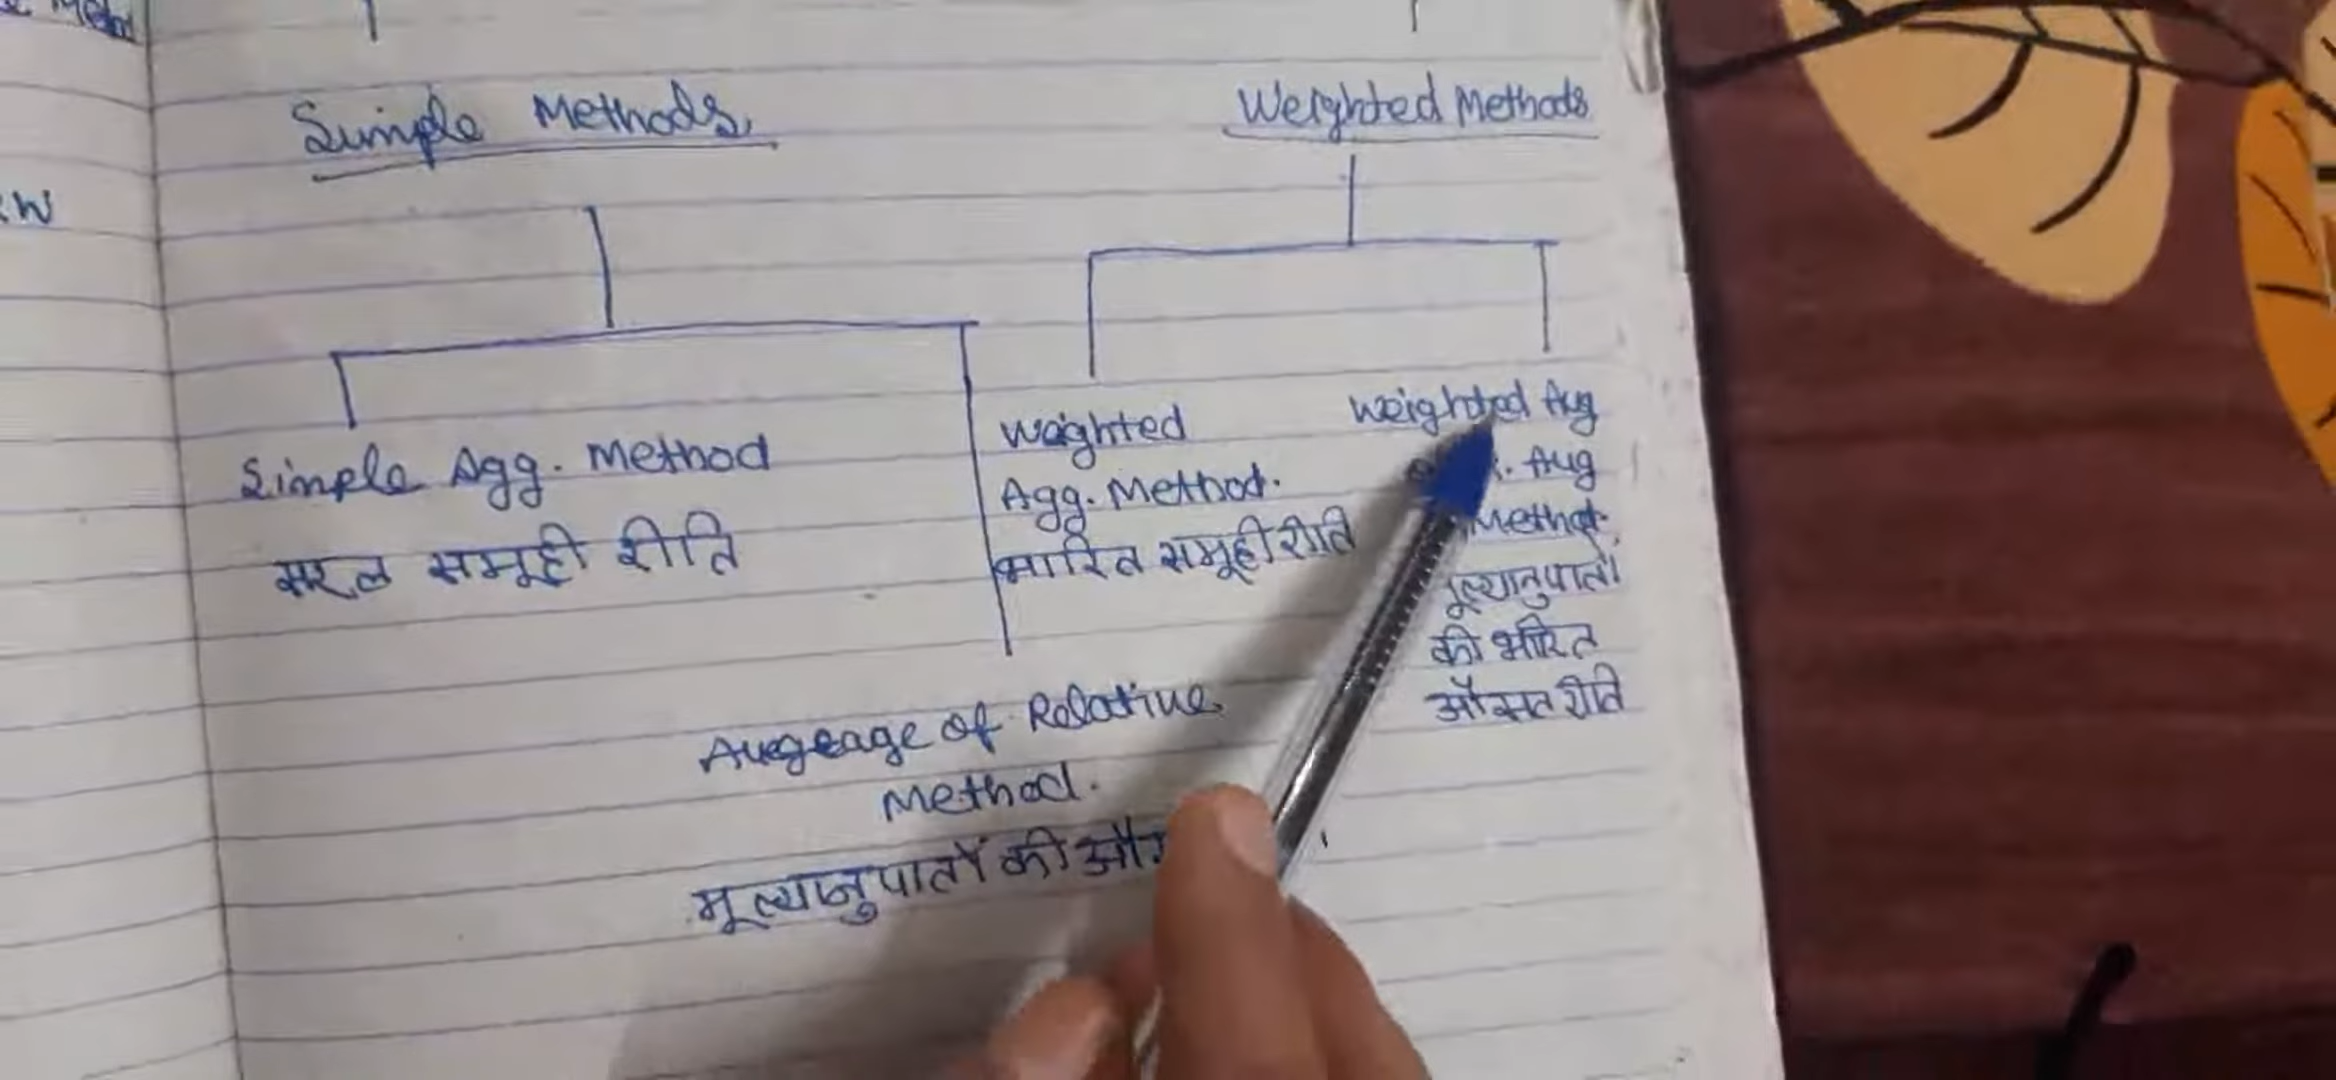 Simple Methods,
Weighted Methods
Simple Agg. Method
सरल समूही रीति
Weighted
Agg. Method.
भारित समूही रीति
Weighted Avg
Avg
Method.
मूल्यानुपातों
की भारित
औसत रीति
Avgerage of Relative
Method.
मूल्यानुपातों की